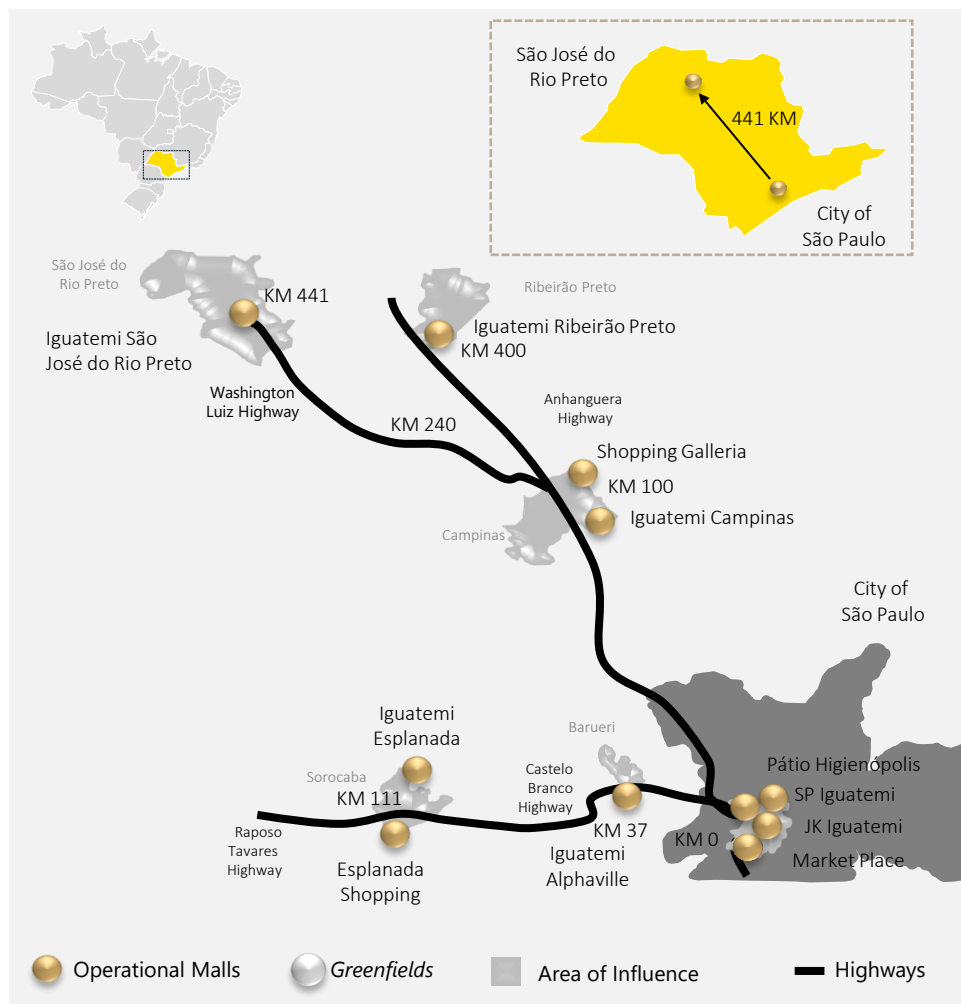 São José do
Rio Preto
441 KM
City of
São Paulo
São José do
Rio Preto
KM 441
Ribeirão Preto
Iguatemi São
José do Rio Preto
Iguatemi Ribeirão Preto
KM 400
Washington
Luiz Highway
KM 240
Anhanguera
Highway
Shopping Galleria
KM 100
Iguatemi Campinas
Campinas
City of
São Paulo
Iguatemi
Esplanada
Barueri
Sorocaba
KM 111
Castelo
Branco
Highway
Pátio Higienópolis
SP Iguatemi
JK Iguatemi
Market Place
KM 0
KM 37
Iguatemi
Alphaville
Raposo
Tavares
Highway
Esplanada
Shopping
Operational Malls
Greenfields
Area of Influence
Highways